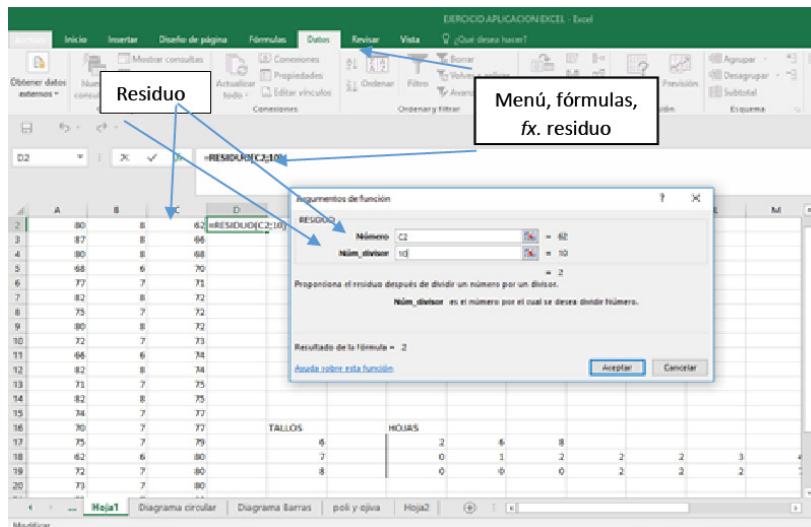 EJERCICIO APLICACION EXCEL - Excel
Inicio Insertar Diseño de página Fórmulas Datos Revisar Vista ¿Qué desea hacer?
Obtener datos externos
Mostrar consultas
Actualizar todo
Conexiones
Propiedades
Editar vínculos
Conexiones
Ordenar
Filtro
Borrar
Ordenar y filtrar
Previsión
Agrupar
Desagrupar
Subtotal
Esquema
Residuo
Menú, fórmulas,
fx. residuo
D2 =RESIDUO(C2;10)
A B C D M
2 80 8 62 =RESIDUO(C2;10)
3 87 8 66
4 80 8 68
5 68 6 70
6 77 7 71
7 82 8 72
8 75 7 72
9 80 8 72
10 72 7 73
11 66 6 74
12 82 8 74
13 71 7 75
14 82 8 75
15 74 7 77
16 70 7 77 TALLOS HOJAS
17 75 7 79 6 2 6 8
18 62 6 80 7 0 1 2 2 2 3 4
19 72 7 80 8 0 0 0 2 2 2
20 73 7 80
Argumentos de función ? ×
RESIDUO
Número C2 = 62
Núm_divisor 10 = 10
= 2
Proporciona el residuo después de dividir un número por un divisor.
Núm_divisor es el número por el cual se desea dividir Número.
Resultado de la fórmula = 2
Ayuda sobre esta función
Aceptar Cancelar
... Hoja1 Diagrama circular Diagrama Barras poli y ojiva Hoja2
Modificar